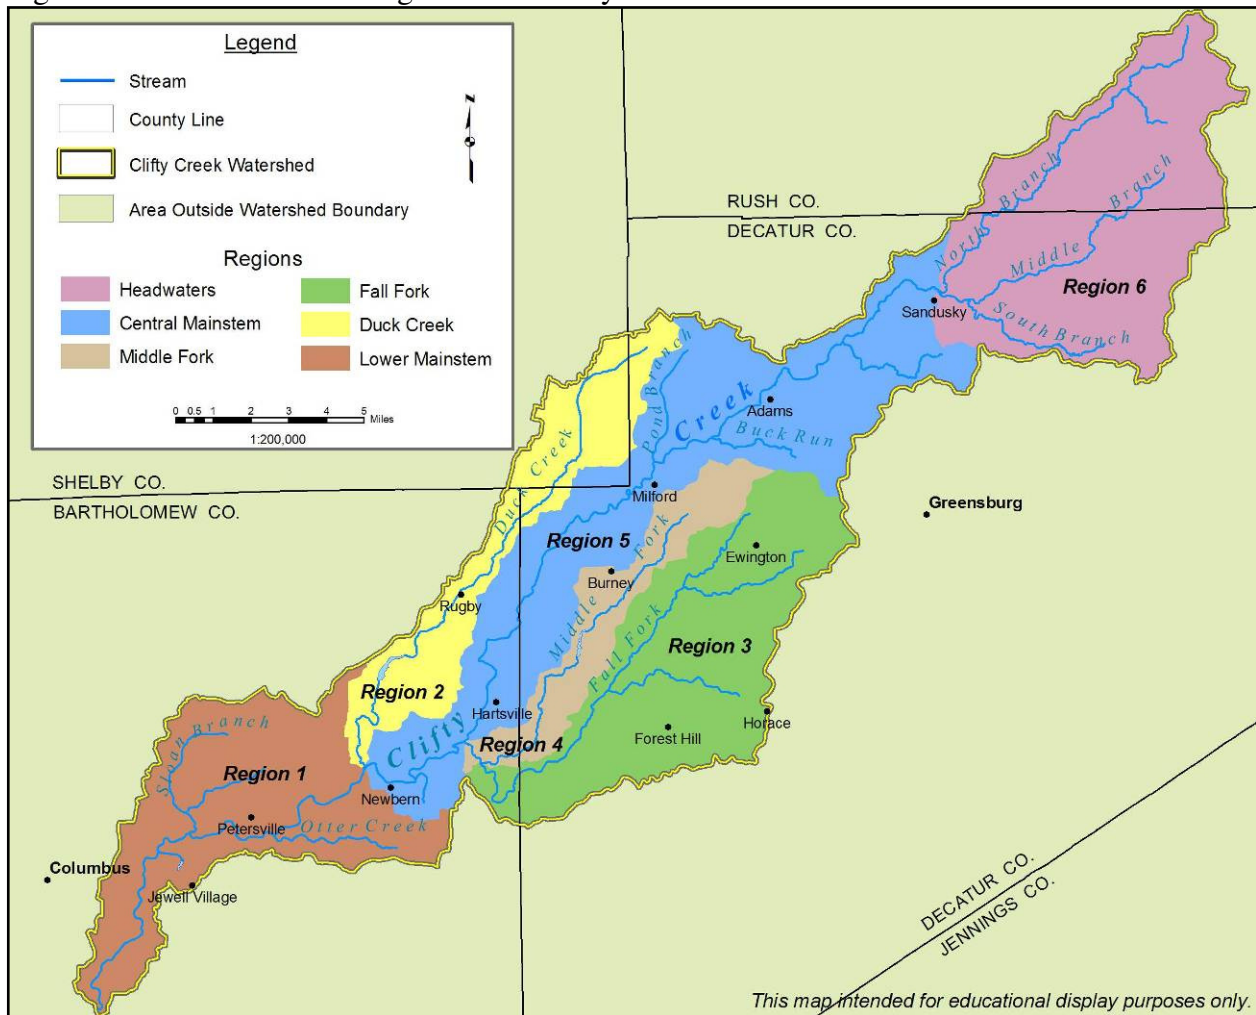 Legend
Stream
County Line
Clifty Creek Watershed
Area Outside Watershed Boundary
Regions
Headwaters
Fall Fork
Central Mainstem
Duck Creek
Middle Fork
Lower Mainstem
0 0.5 1 2 3 4 5
Miles
1:200,000
N
RUSH CO.
DECATUR CO.
North Branch
Middle Branch
Region 6
Sandusky
South Branch
Pond Branch
Creek
Adams
Buck Run
Duck Creek
SHELBY CO.
BARTHOLOMEW CO.
Milford
Greensburg
Region 5
Ewington
Burney
Middle Fork
Rugby
Fall Fork
Region 3
Region 2
Hartsville
Horace
Forest Hill
Clifty
Region 4
Sloan Branch
Region 1
Newbern
Petersville
Otter Creek
Columbus
Jewell Village
DECATUR CO.
JENNINGS CO.
This map intended for educational display purposes only.